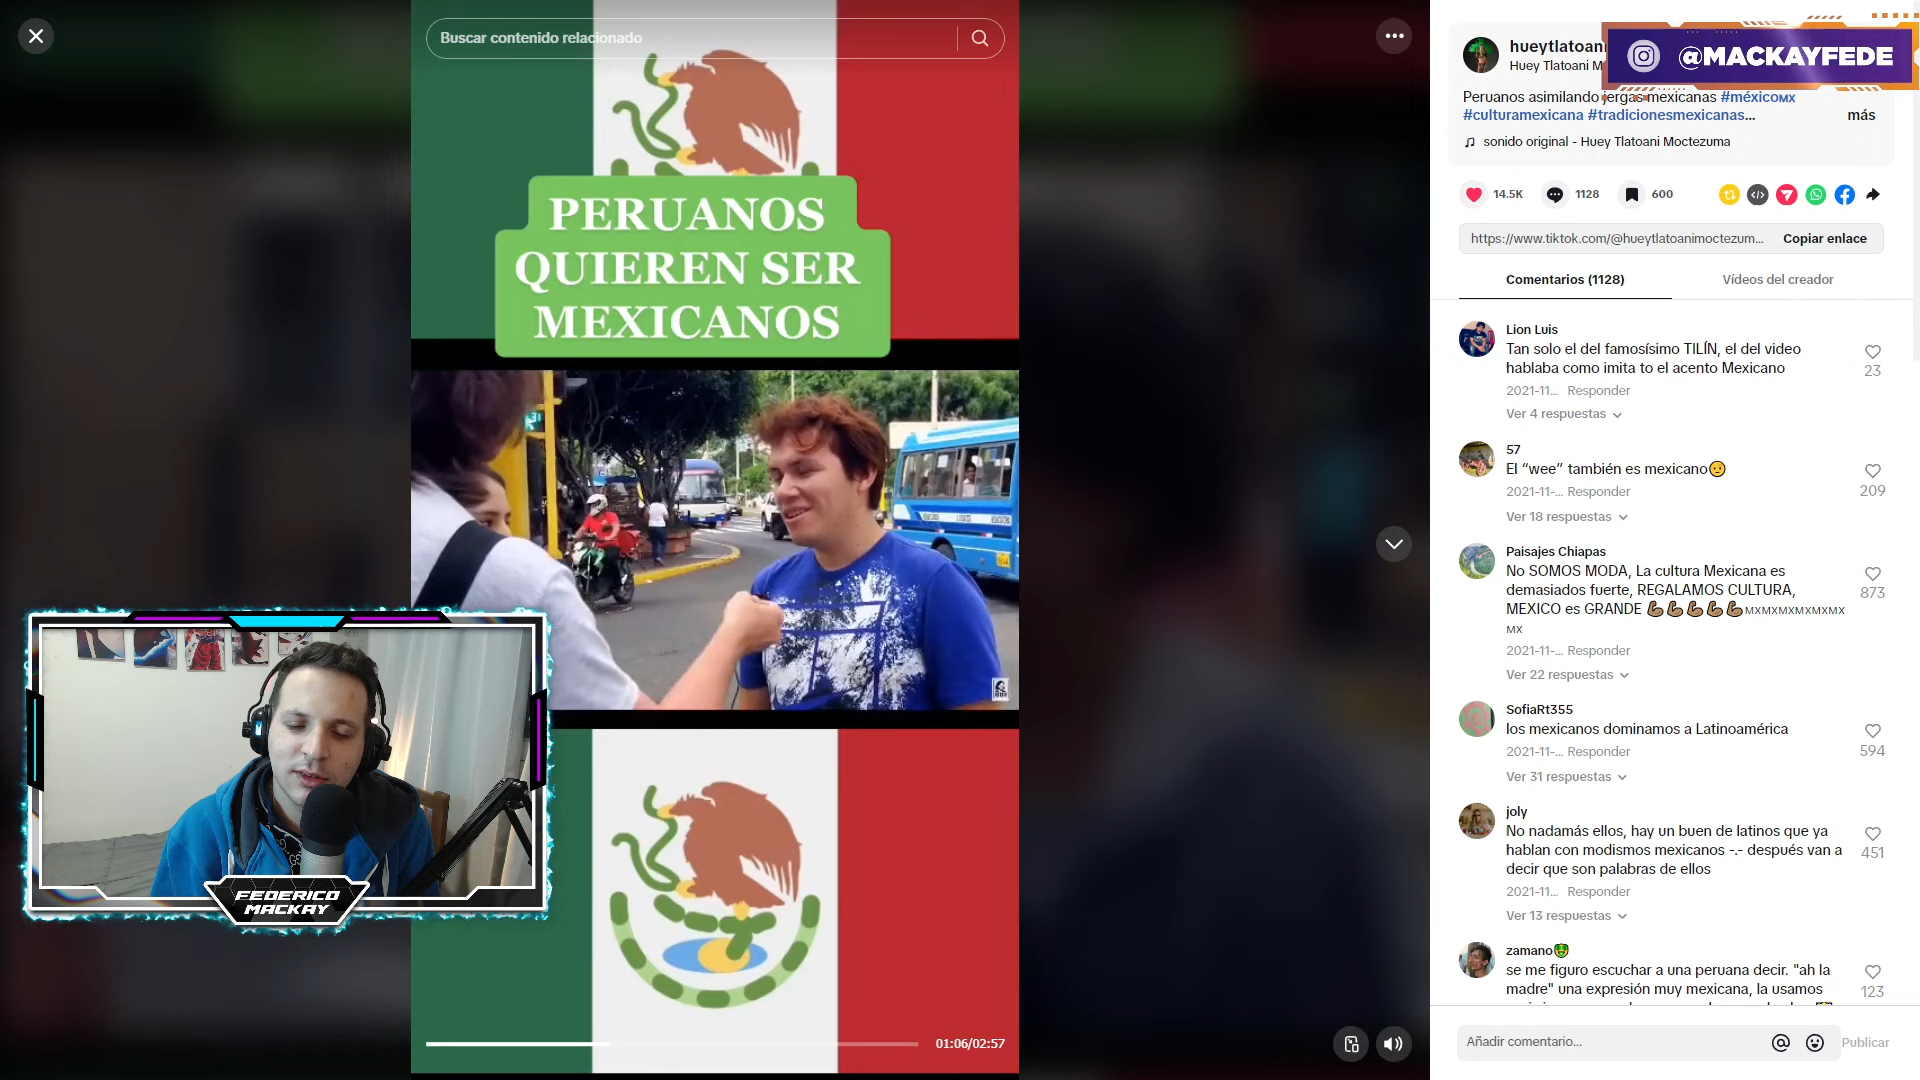 Buscar contenido relacionado
PERUANOS
QUIEREN SER
MEXICANOS
01:06/02:57
FEDERICO
MACKAY
@MACKAYFEDE
hueytlatoani
Huey Tlatoani M
Peruanos asimilando jergas mexicanas #méxico🇲🇽
#culturamexicana #tradicionesmexicanas...
más
sonido original - Huey Tlatoani Moctezuma
14.5K
1128
600
https://www.tiktok.com/@hueytlatoanimoctezum...
Copiar enlace
Comentarios (1128)
Vídeos del creador
Lion Luis
Tan solo el del famosísimo TILÍN, el del video
hablaba como imita to el acento Mexicano
23
2021-11... Responder
Ver 4 respuestas
57
El “wee” también es mexicano🫡
209
2021-11-... Responder
Ver 18 respuestas
Paisajes Chiapas
No SOMOS MODA, La cultura Mexicana es
demasiados fuerte, REGALAMOS CULTURA,
MEXICO es GRANDE 💪🏽💪🏽💪🏽💪🏽💪🏽🇲🇽🇲🇽🇲🇽🇲🇽🇲🇽
🇲🇽
873
2021-11-... Responder
Ver 22 respuestas
SofiaRt355
los mexicanos dominamos a Latinoamérica
594
2021-11-... Responder
Ver 31 respuestas
joly
No nadamás ellos, hay un buen de latinos que ya
hablan con modismos mexicanos -.- después van a
decir que son palabras de ellos
451
2021-11... Responder
Ver 13 respuestas
zamano🤑
se me figuro escuchar a una peruana decir. "ah la
madre" una expresión muy mexicana, la usamos
123
Añadir comentario...
Publicar